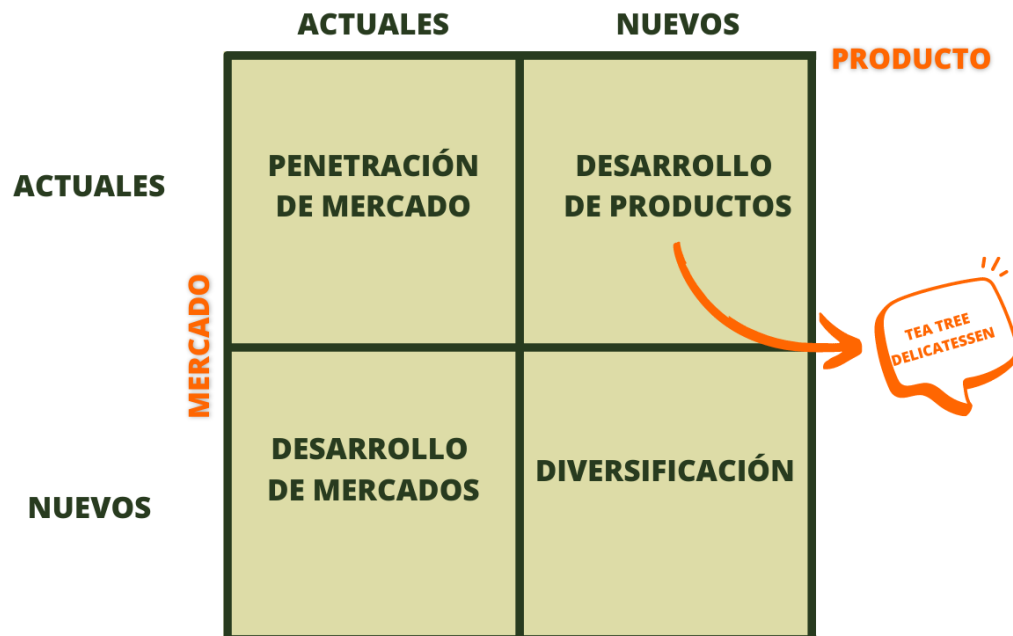 ACTUALES
NUEVOS
PRODUCTO
ACTUALES
PENETRACIÓN
DE MERCADO
DESARROLLO
DE PRODUCTOS
MERCADO
TEA TREE
DELICATESSEN
NUEVOS
DESARROLLO
DE MERCADOS
DIVERSIFICACIÓN